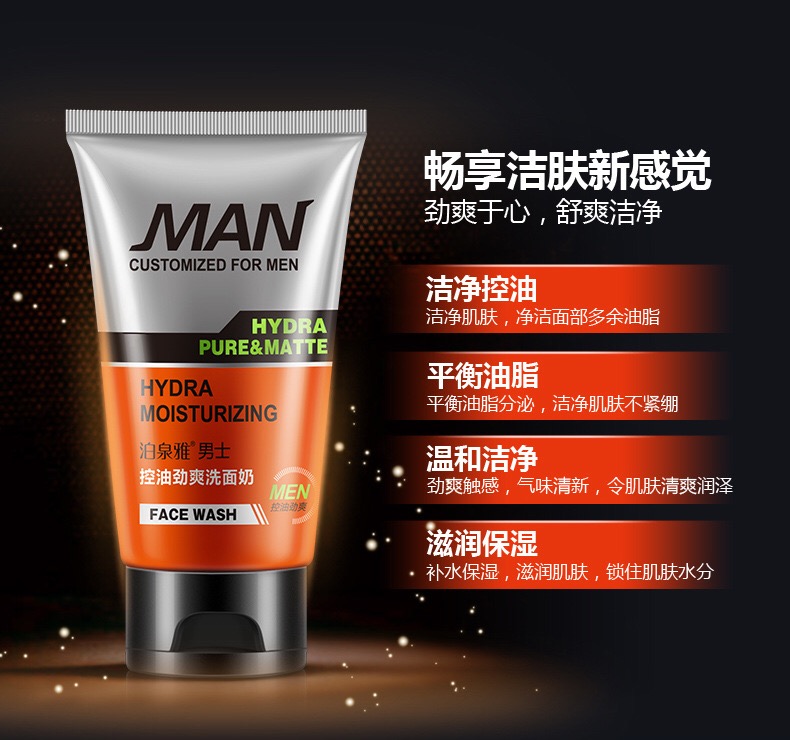 MAN
CUSTOMIZED FOR MEN
HYDRA
PURE&MATTE
HYDRA
MOISTURIZING
泊泉雅®男士
控油劲爽洗面奶
MEN
控油劲爽
FACE WASH
畅享洁肤新感觉
劲爽于心，舒爽洁净
洁净控油
洁净肌肤，净洁面部多余油脂
平衡油脂
平衡油脂分泌，洁净肌肤不紧绷
温和洁净
劲爽触感，气味清新，令肌肤清爽润泽
滋润保湿
补水保湿，滋润肌肤，锁住肌肤水分